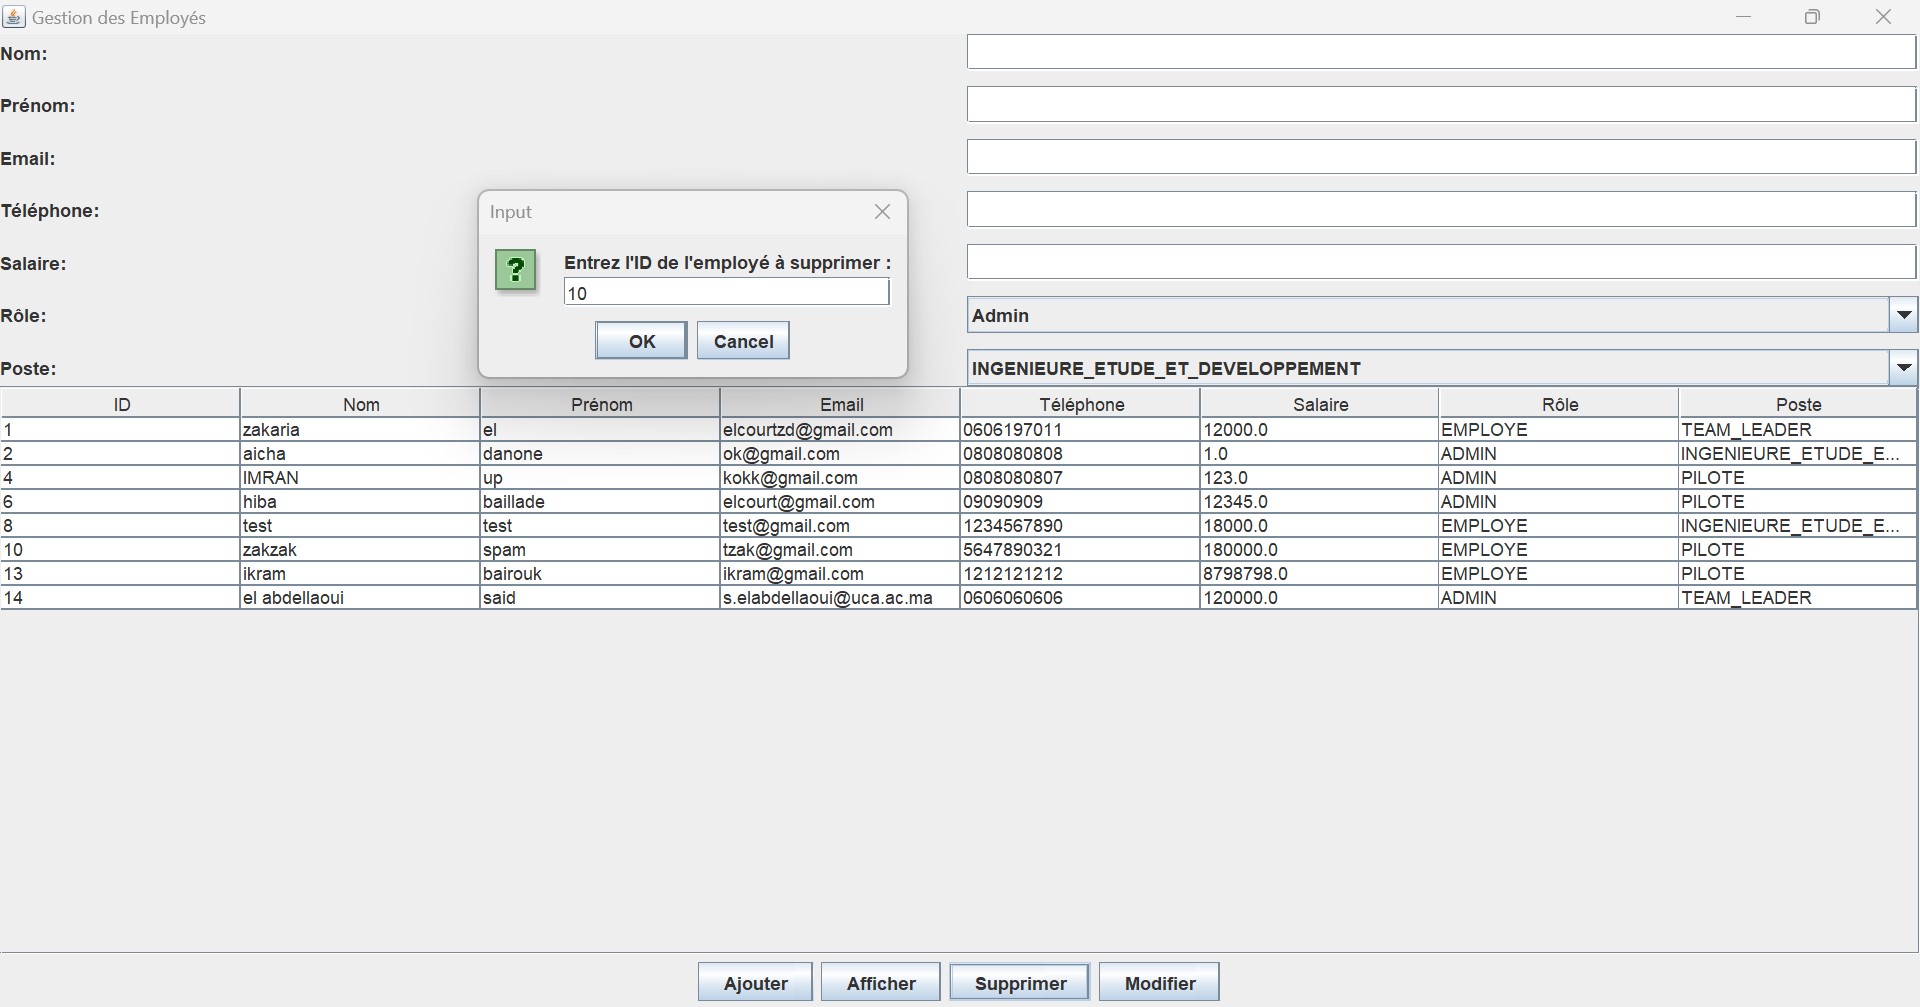 Gestion des Employés
Nom:
Prénom:
Email:
Téléphone:
Salaire:
Rôle:
Admin
Poste:
INGENIEURE_ETUDE_ET_DEVELOPPEMENT
Input
?
Entrez l'ID de l'employé à supprimer :
10
OK Cancel
ID Nom Prénom Email Téléphone Salaire Rôle Poste
1 zakaria el elcourtzd@gmail.com 0606197011 12000.0 EMPLOYE TEAM_LEADER
2 aicha danone ok@gmail.com 0808080808 1.0 ADMIN INGENIEURE_ETUDE_E...
4 IMRAN up kokk@gmail.com 0808080807 123.0 ADMIN PILOTE
6 hiba baillade elcourt@gmail.com 09090909 12345.0 ADMIN PILOTE
8 test test test@gmail.com 1234567890 18000.0 EMPLOYE INGENIEURE_ETUDE_E...
10 zakzak spam tzak@gmail.com 5647890321 180000.0 EMPLOYE PILOTE
13 ikram bairouk ikram@gmail.com 1212121212 8798798.0 EMPLOYE PILOTE
14 el abdellaoui said s.elabdellaoui@uca.ac.ma 0606060606 120000.0 ADMIN TEAM_LEADER
Ajouter Afficher Supprimer Modifier